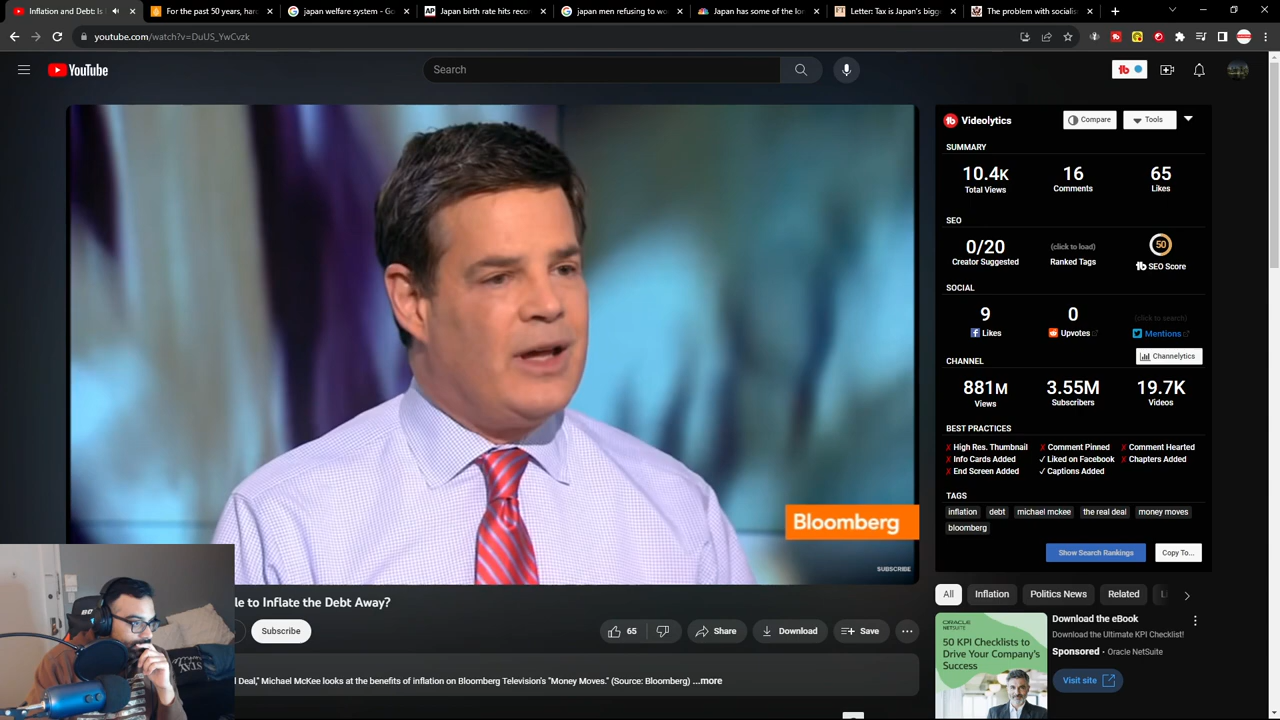 Inflation and Debt: Is
For the past 50 years, har
japan welfare system - Go
Japan birth rate hits recor
japan men refusing to wo
Japan has some of the lon
Letter: Tax is Japan's bigg
The problem with socialis
youtube.com/watch?v=DuUS_YwCvzk
YouTube
Search
Bloomberg
SUBSCRIBE
le to Inflate the Debt Away?
Subscribe
65
Share
Download
Save
l Deal," Michael McKee looks at the benefits of inflation on Bloomberg Television's "Money Moves." (Source: Bloomberg) ...more
Videolytics
Compare
Tools
SUMMARY
10.4K 16 65
Total Views Comments Likes
SEO
0/20 (click to load) 50
Creator Suggested Ranked Tags SEO Score
SOCIAL
9 0 (click to search)
Likes Upvotes Mentions
CHANNEL
Channelytics
881M 3.55M 19.7K
Views Subscribers Videos
BEST PRACTICES
✗ High Res. Thumbnail ✗ Comment Pinned ✗ Comment Hearted
✗ Info Cards Added ✓ Liked on Facebook ✗ Chapters Added
✗ End Screen Added ✓ Captions Added
TAGS
inflation debt michael mckee the real deal money moves
bloomberg
Show Search Rankings
Copy To...
All Inflation Politics News Related
ORACLE
NETSUITE
50 KPI Checklists to
Drive Your Company's
Success
Download the eBook
Download the Ultimate KPI Checklist!
Sponsored · Oracle NetSuite
Visit site